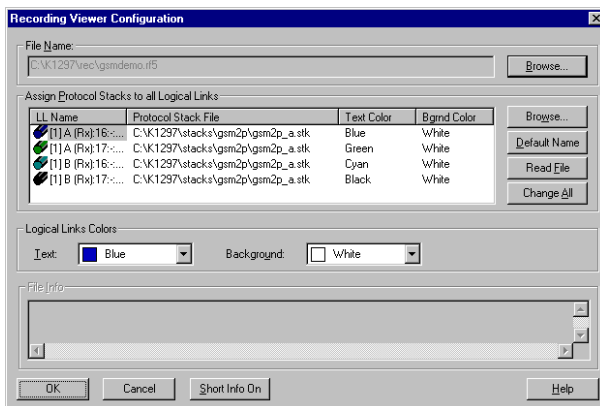 Recording Viewer Configuration
File Name:
C:\K1297\rec\gsmdemo.rf5
Browse...
Assign Protocol Stacks to all Logical Links
LL Name Protocol Stack File Text Color Bgrnd Color
[1] A (Rx):16:-:... C:\K1297\stacks\gsm2p\gsm2p_a.stk Blue White
[1] A (Rx):17:-:... C:\K1297\stacks\gsm2p\gsm2p_a.stk Green White
[1] B (Rx):16:-:... C:\K1297\stacks\gsm2p\gsm2p_a.stk Cyan White
[1] B (Rx):17:-:... C:\K1297\stacks\gsm2p\gsm2p_a.stk Black White
Browse...
Default Name
Read File
Change All
Logical Links Colors
Text: Blue Background: White
File Info
OK Cancel Short Info On Help